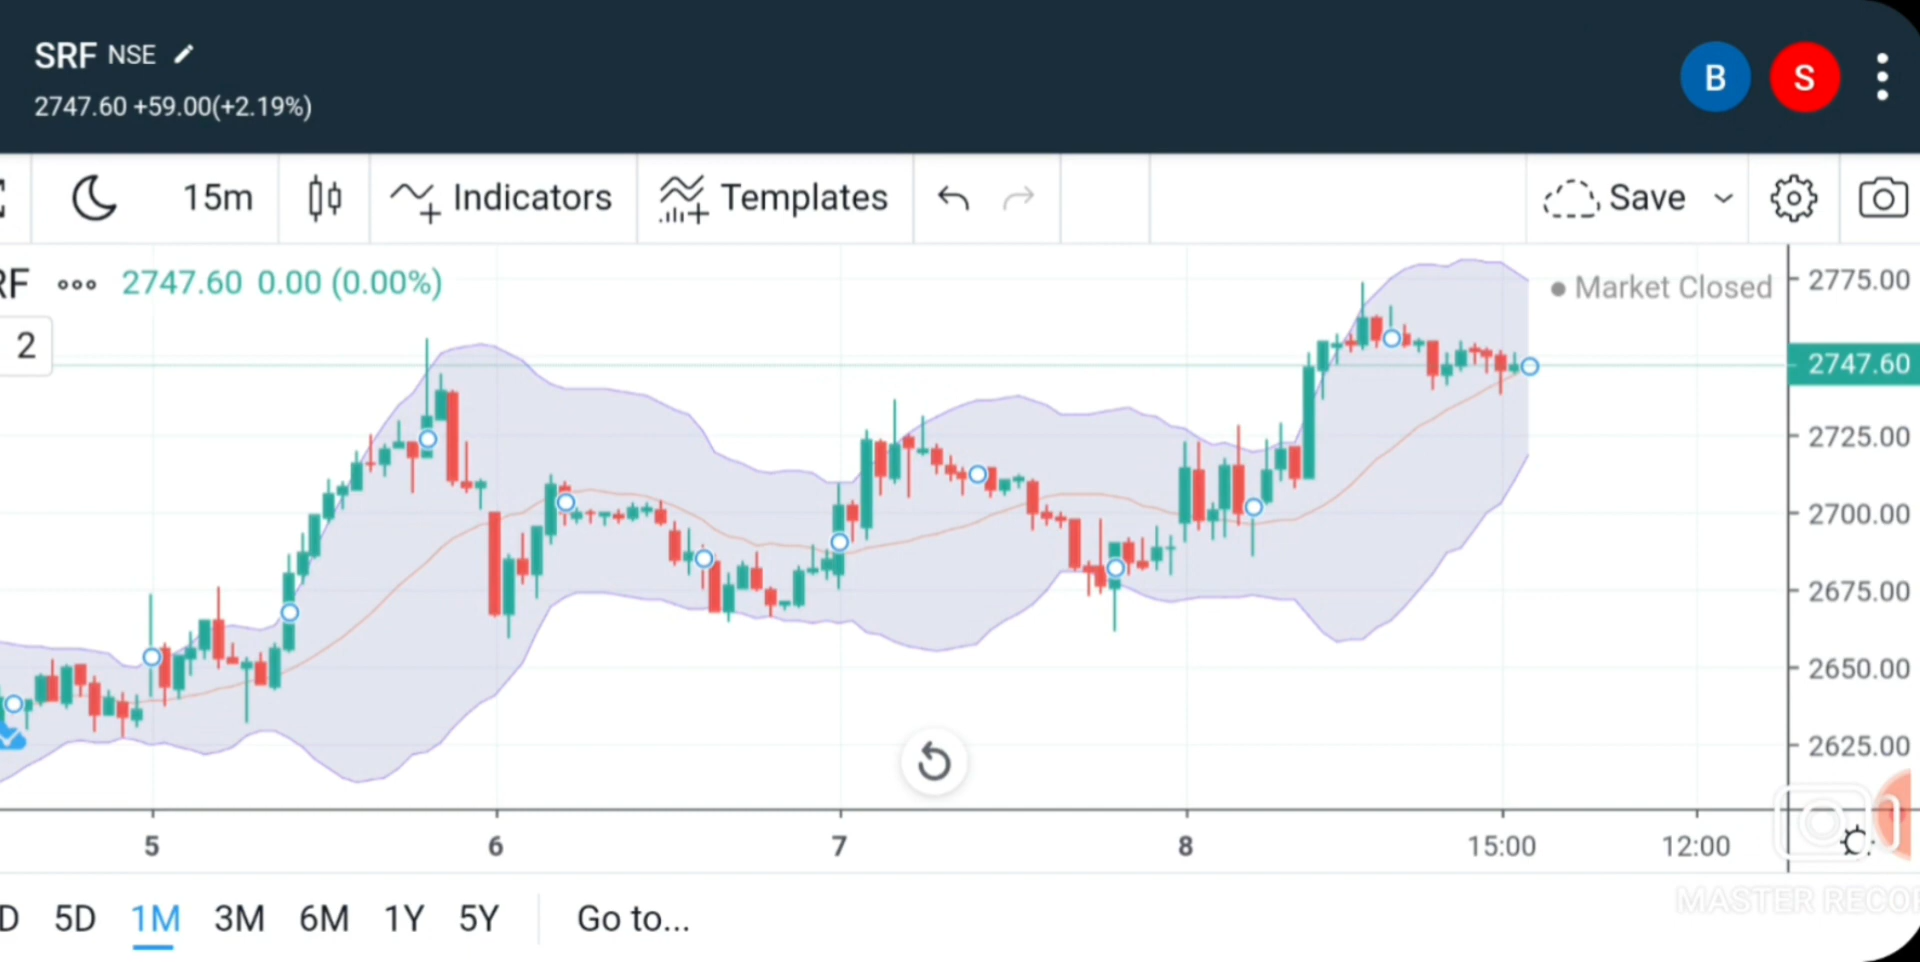 SRF NSE
2747.60 +59.00(+2.19%)
B S
15m Indicators Templates Save
RF 2747.60 0.00 (0.00%)
Market Closed
2
2775.00
2747.60
2725.00
2700.00
2675.00
2650.00
2625.00
5 6 7 8 15:00 12:00
D 5D 1M 3M 6M 1Y 5Y Go to...
MASTER RECO